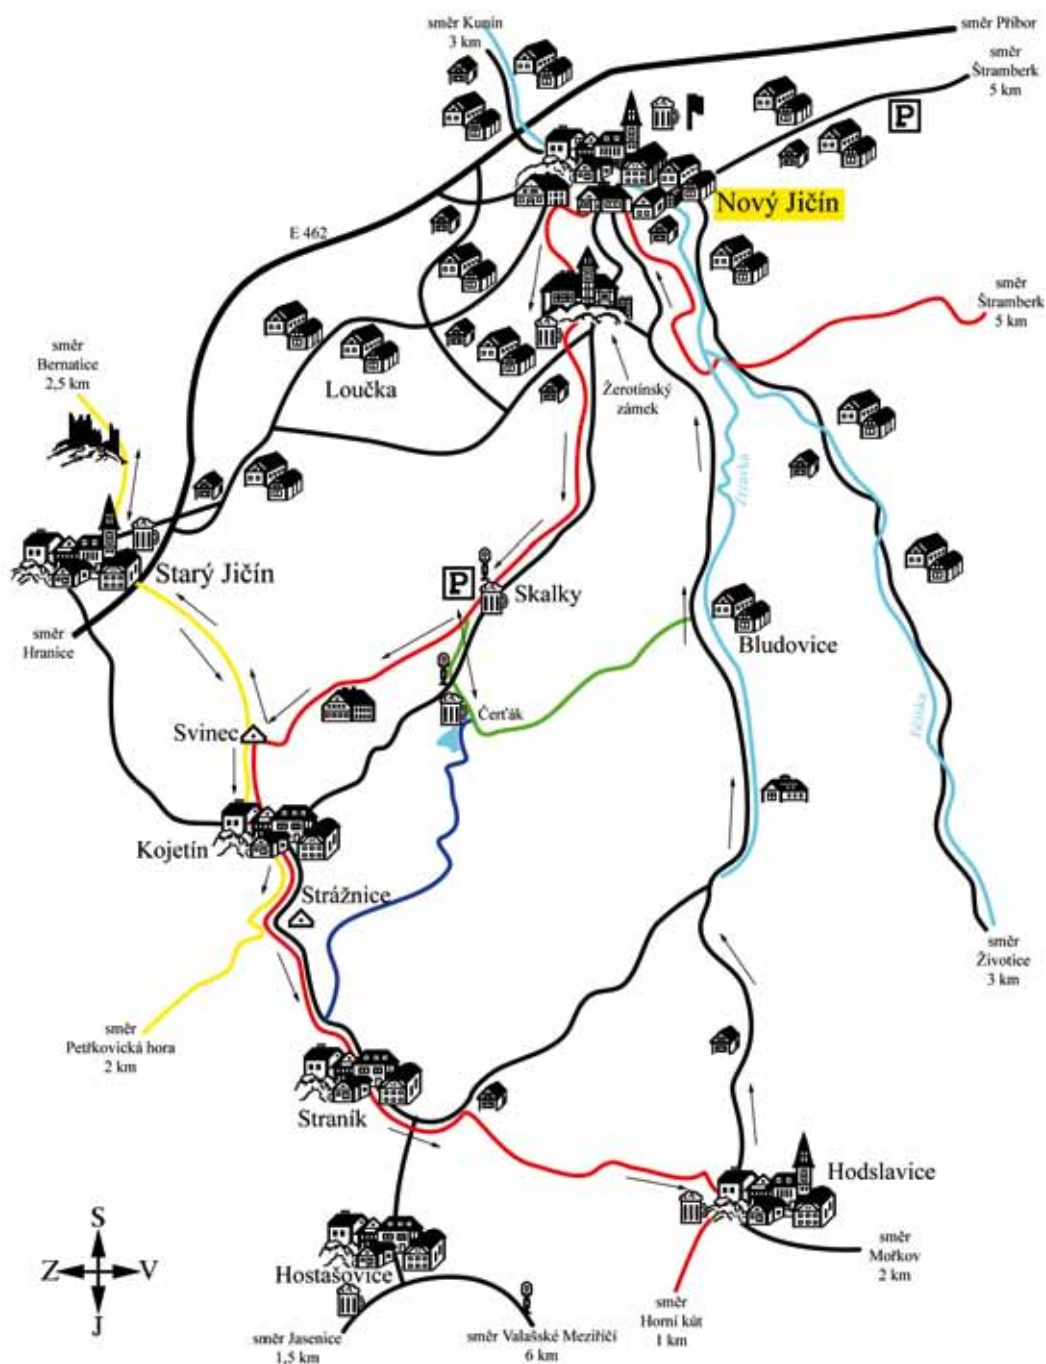 směr Kunín
3 km
směr Příbor
směr
Štramberk
5 km
P
Nový Jičín
E 462
směr
Štramberk
5 km
směr
Bernatice
2,5 km
Loučka
Žerotínský
zámek
Zrzávka
Starý Jičín
P
Skalky
směr
Hranice
Bludovice
Čerťák
Svinec
Jičínka
Kojetín
Strážnice
směr
Životice
3 km
směr
Petřkovická hora
2 km
Straník
Hodslavice
S
Z V
J
Hostašovice
směr
Mořkov
2 km
směr
Horní kút
1 km
směr Jasenice
1,5 km
směr Valašské Meziříčí
6 km